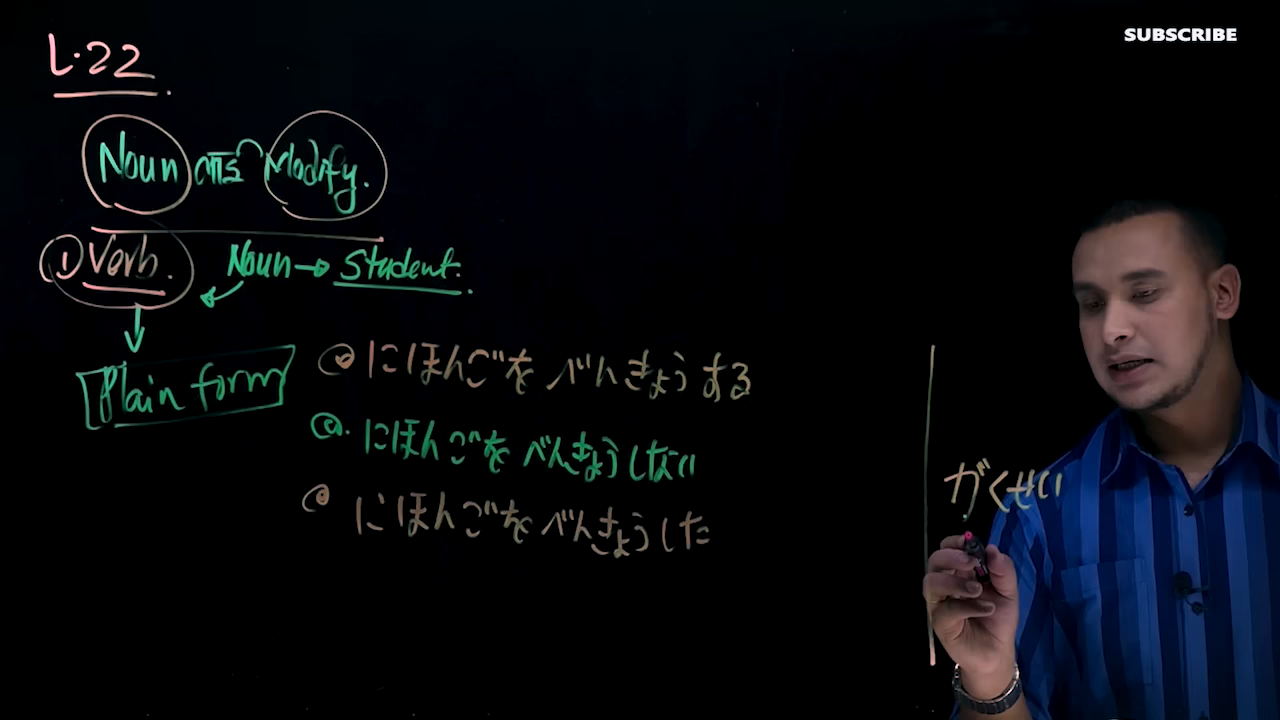 SUBSCRIBE
L.22
Noun නාම Modify.
① Verb. Noun → Student.
Plain form
@ にほんごを べんきょうする
@. にほんごを べんきょうしない
@ にほんごを べんきょうした
がくせい